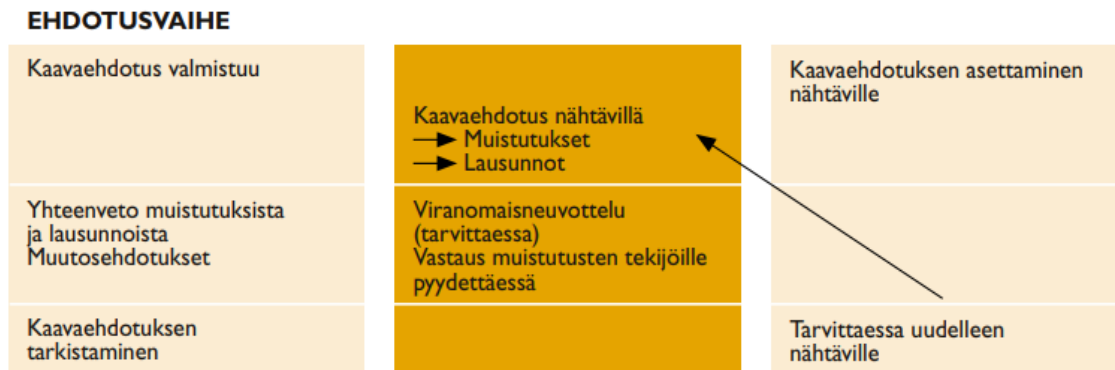 EHDOTUSVAIHE
Kaavaehdotus valmistuu
Kaavaehdotus nähtävillä
Muistutukset
Lausunnot
Kaavaehdotuksen asettaminen
nähtäville
Yhteenveto muistutuksista
ja lausunnoista
Muutosehdotukset
Viranomaisneuvottelu
(tarvittaessa)
Vastaus muistutusten tekijöille
pyydettäessä
Kaavaehdotuksen
tarkistaminen
Tarvittaessa uudelleen
nähtäville